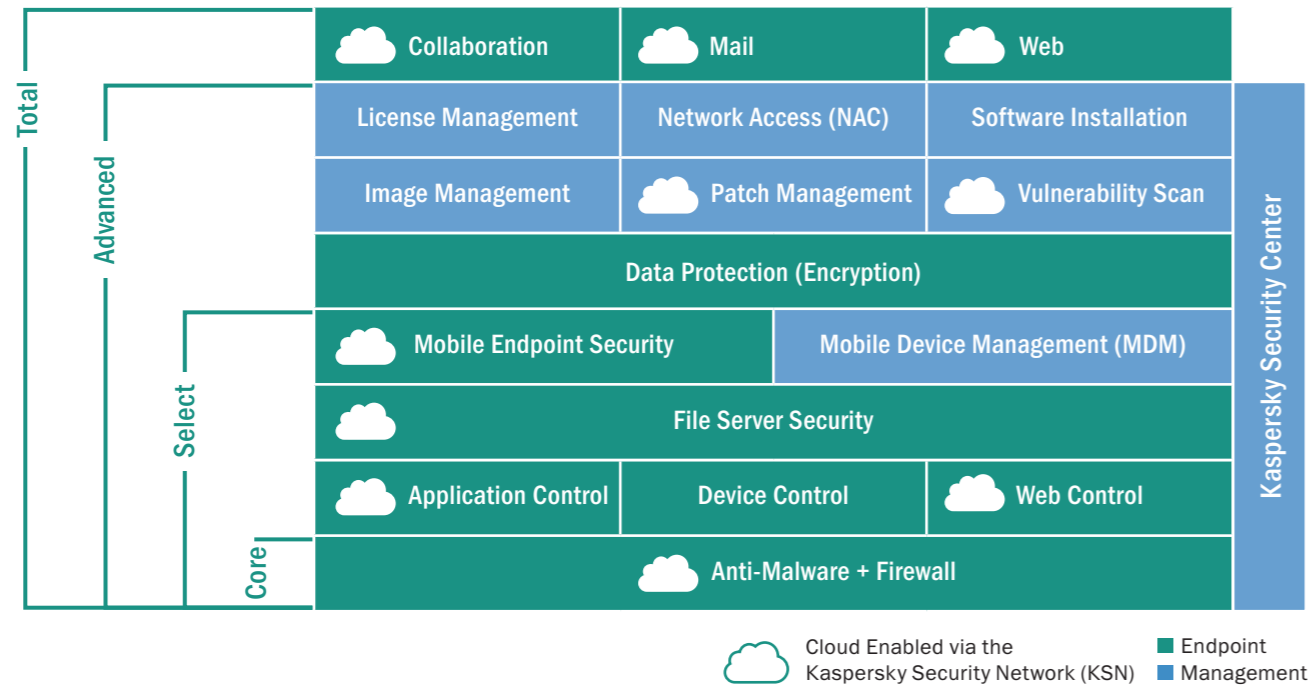 Total
Advanced
Select
Core
Collaboration
Mail
Web
License Management
Network Access (NAC)
Software Installation
Image Management
Patch Management
Vulnerability Scan
Data Protection (Encryption)
Mobile Endpoint Security
Mobile Device Management (MDM)
File Server Security
Application Control
Device Control
Web Control
Anti-Malware + Firewall
Kaspersky Security Center
Cloud Enabled via the
Kaspersky Security Network (KSN)
Endpoint
Management